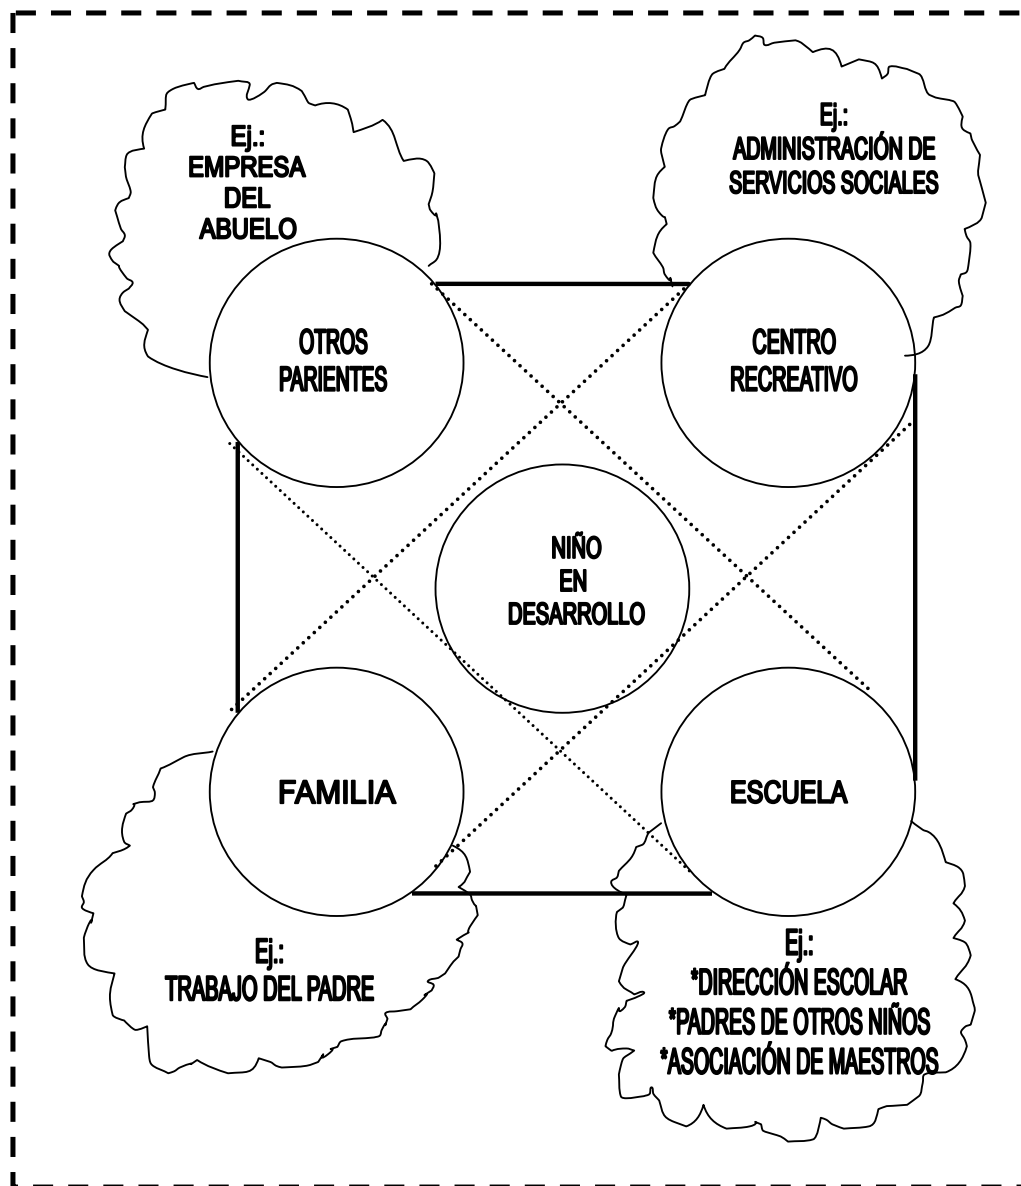 Ej.:
EMPRESA
DEL
ABUELO
Ej.:
ADMINISTRACIÓN DE
SERVICIOS SOCIALES
OTROS
PARIENTES
CENTRO
RECREATIVO
NIÑO
EN
DESARROLLO
FAMILIA
ESCUELA
Ej.:
TRABAJO DEL PADRE
Ej.:
*DIRECCIÓN ESCOLAR
*PADRES DE OTROS NIÑOS
*ASOCIACIÓN DE MAESTROS